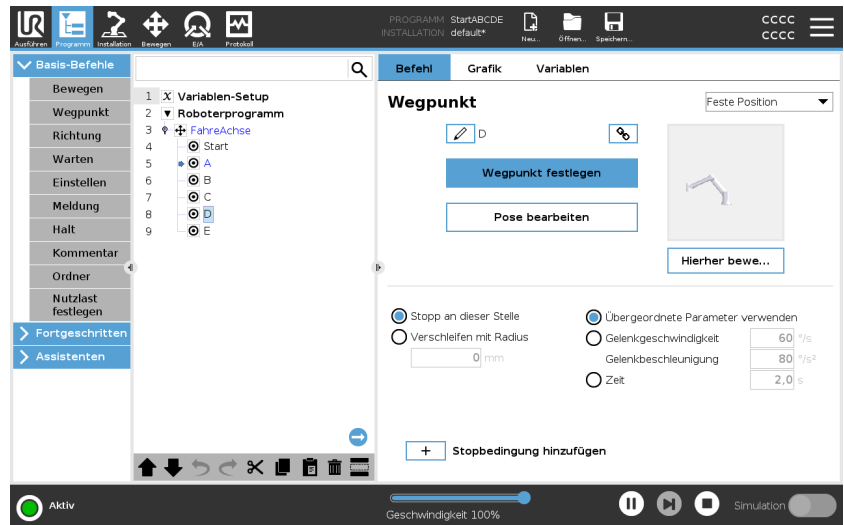 PROGRAMM StartABCDE
INSTALLATION default*
UR
Ausführen
Programm
Installation
Bewegen
E/A
Protokoll
Neu...
Öffnen...
Speichern...
CCCC
CCCC
Basis-Befehle
Bewegen
Wegpunkt
Richtung
Warten
Einstellen
Meldung
Halt
Kommentar
Ordner
Nutzlast
festlegen
Fortgeschritten
Assistenten
1 X Variablen-Setup
2 Roboterprogramm
3 FahreAchse
4 Start
5 A
6 B
7 C
8 D
9 E
Befehl Grafik Variablen
Wegpunkt
Feste Position
D
Wegpunkt festlegen
Pose bearbeiten
Hierher bewe...
Stopp an dieser Stelle
Verschleifen mit Radius
0 mm
Übergeordnete Parameter verwenden
Gelenkgeschwindigkeit 60 °/s
Gelenkbeschleunigung 80 °/s²
Zeit 2,0 s
+ Stopbedingung hinzufügen
Aktiv
Geschwindigkeit 100%
Simulation